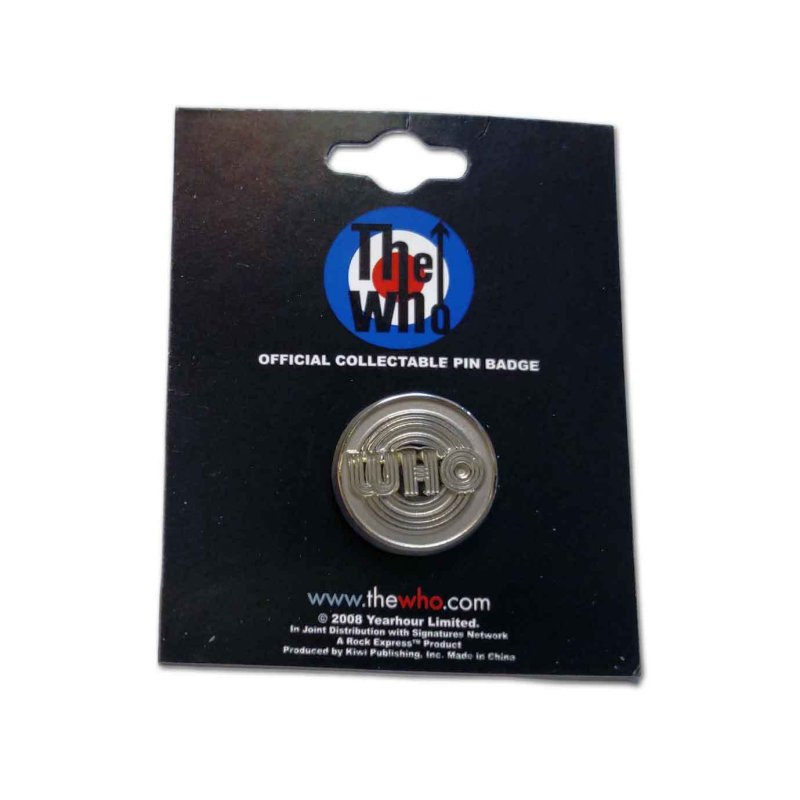 The
Who
OFFICIAL COLLECTABLE PIN BADGE
WHO
www.thewho.com
© 2008 Yearhour Limited.
In Joint Distribution with Signatures Network
A Rock Express™ Product
Produced by Kiwi Publishing, Inc. Made in China